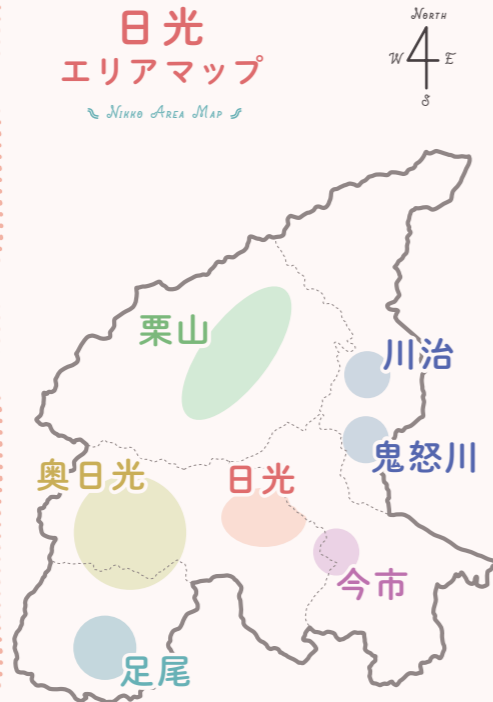 日光
エリアマップ
Nikko Area Map
North
W E
S
栗山
川治
鬼怒川
奥日光
日光
今市
足尾